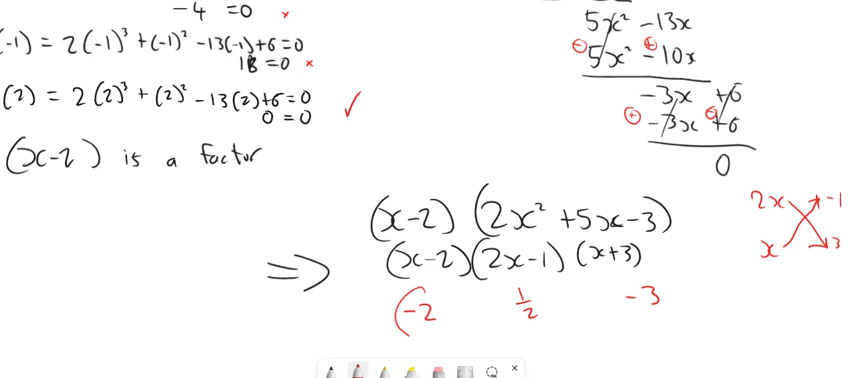 -4 = 0 ×
(-1) = 2(-1)³ + (-1)² - 13(-1) + 6 = 0
18 = 0 ×
(2) = 2(2)³ + (2)² - 13(2) + 6 = 0 ✓
0 = 0
(x-2) is a factor
5x² - 13x
⊖ 5x² ⊕ - 10x
-3x + 6
⊕ -3x ⊖ + 6
0
(x-2) (2x² + 5x - 3)
⇒ (x-2)(2x-1)(x+3)
(-2 1/2 -3
2x -1
x 3